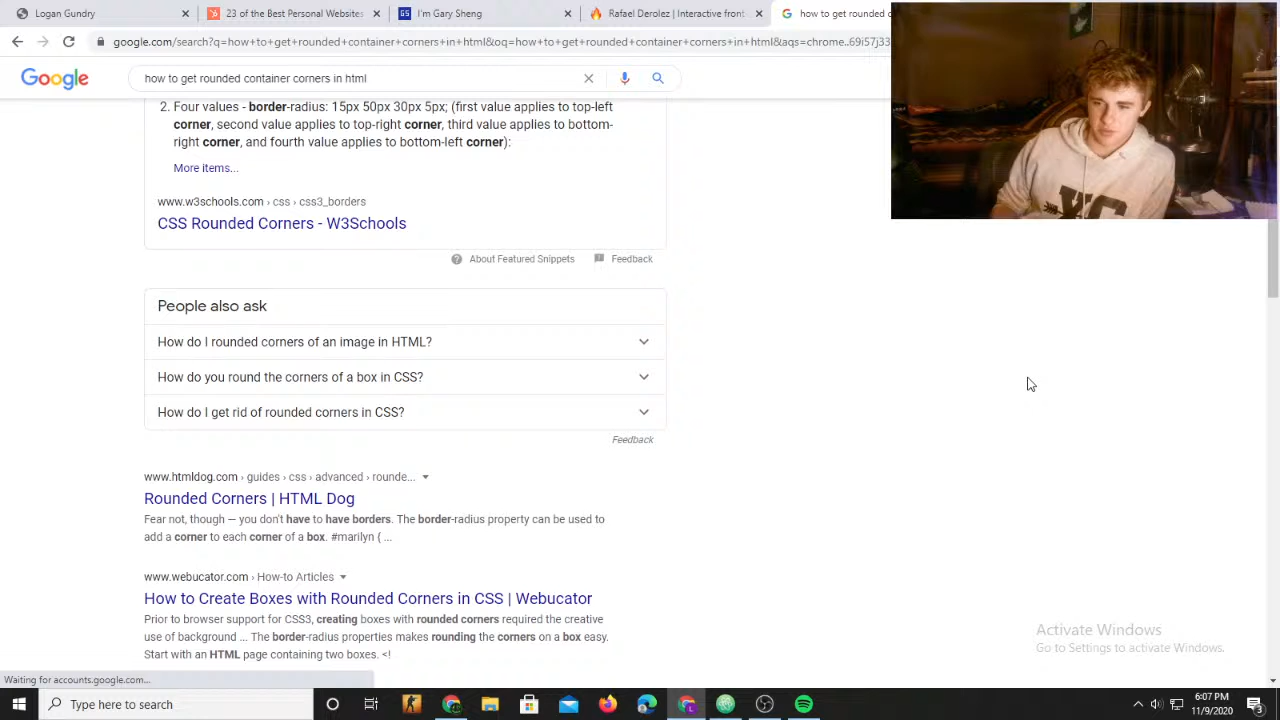 Logan Gundry
23 of the Best Personal Websites
GS I'm Gary Sheng
Rafael Derolez | Interactive front-
how to get rounded c
google.com/search?q=how+to+get+rounded+container+corners+in+html&oq=how+to+get+rounded+container+corners+in+html&aqs=chrome..69i57j33
Google
how to get rounded container corners in html
2. Four values - border-radius: 15px 50px 30px 5px; (first value applies to top-left
corner, second value applies to top-right corner, third value applies to bottom-
right corner, and fourth value applies to bottom-left corner):
More items...
www.w3schools.com › css › css3_borders
CSS Rounded Corners - W3Schools
About Featured Snippets
Feedback
People also ask
How do I rounded corners of an image in HTML?
How do you round the corners of a box in CSS?
How do I get rid of rounded corners in CSS?
Feedback
www.htmldog.com › guides › css › advanced › rounde...
Rounded Corners | HTML Dog
Fear not, though — you don't have to have borders. The border-radius property can be used to
add a corner to each corner of a box. #marilyn { ...
www.webucator.com › How-to Articles
How to Create Boxes with Rounded Corners in CSS | Webucator
Prior to browser support for CSS3, creating boxes with rounded corners required the creative
use of background ... The border-radius properties makes rounding the corners on a box easy.
Start with an HTML page containing two boxes. <!
Activate Windows
Go to Settings to activate Windows.
Waiting for accounts.google.com...
Type here to search
6:07 PM
11/9/2020
3